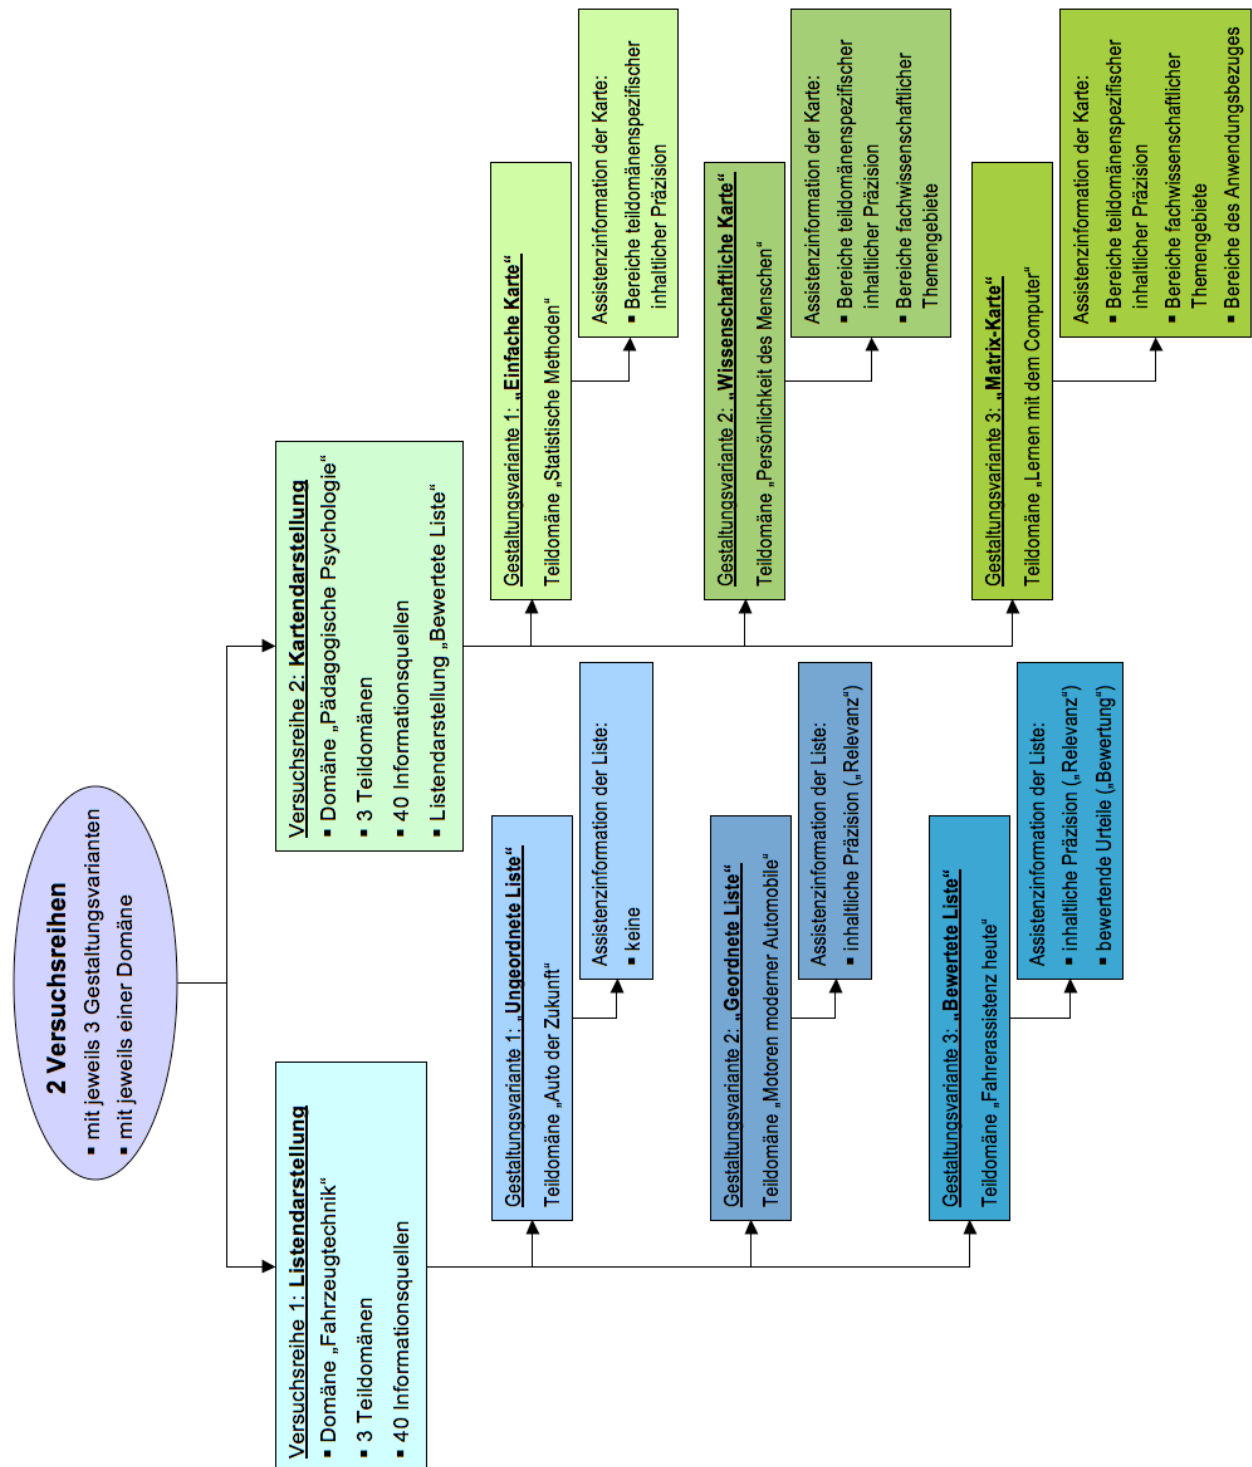 2 Versuchsreihen
▪ mit jeweils 3 Gestaltungsvarianten
▪ mit jeweils einer Domäne
Versuchsreihe 1: Listendarstellung
▪ Domäne „Fahrzeugtechnik“
▪ 3 Teildomänen
▪ 40 Informationsquellen
Gestaltungsvariante 1: „Ungeordnete Liste“
Teildomäne „Auto der Zukunft“
Assistenzinformation der Liste:
▪ keine
Gestaltungsvariante 2: „Geordnete Liste“
Teildomäne „Motoren moderner Automobile“
Assistenzinformation der Liste:
▪ inhaltliche Präzision („Relevanz“)
Gestaltungsvariante 3: „Bewertete Liste“
Teildomäne „Fahrerassistenz heute“
Assistenzinformation der Liste:
▪ inhaltliche Präzision („Relevanz“)
▪ bewertende Urteile („Bewertung“)
Versuchsreihe 2: Kartendarstellung
▪ Domäne „Pädagogische Psychologie“
▪ 3 Teildomänen
▪ 40 Informationsquellen
▪ Listendarstellung „Bewertete Liste“
Gestaltungsvariante 1: „Einfache Karte“
Teildomäne „Statistische Methoden“
Assistenzinformation der Karte:
▪ Bereiche teildomänenspezifischer
inhaltlicher Präzision
Gestaltungsvariante 2: „Wissenschaftliche Karte“
Teildomäne „Persönlichkeit des Menschen“
Assistenzinformation der Karte:
▪ Bereiche teildomänenspezifischer
inhaltlicher Präzision
▪ Bereiche fachwissenschaftlicher
Themengebiete
Gestaltungsvariante 3: „Matrix-Karte“
Teildomäne „Lernen mit dem Computer“
Assistenzinformation der Karte:
▪ Bereiche teildomänenspezifischer
inhaltlicher Präzision
▪ Bereiche fachwissenschaftlicher
Themengebiete
▪ Bereiche des Anwendungsbezuges